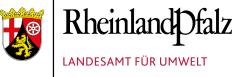 RheinlandPfalz
LANDESAMT FÜR UMWELT